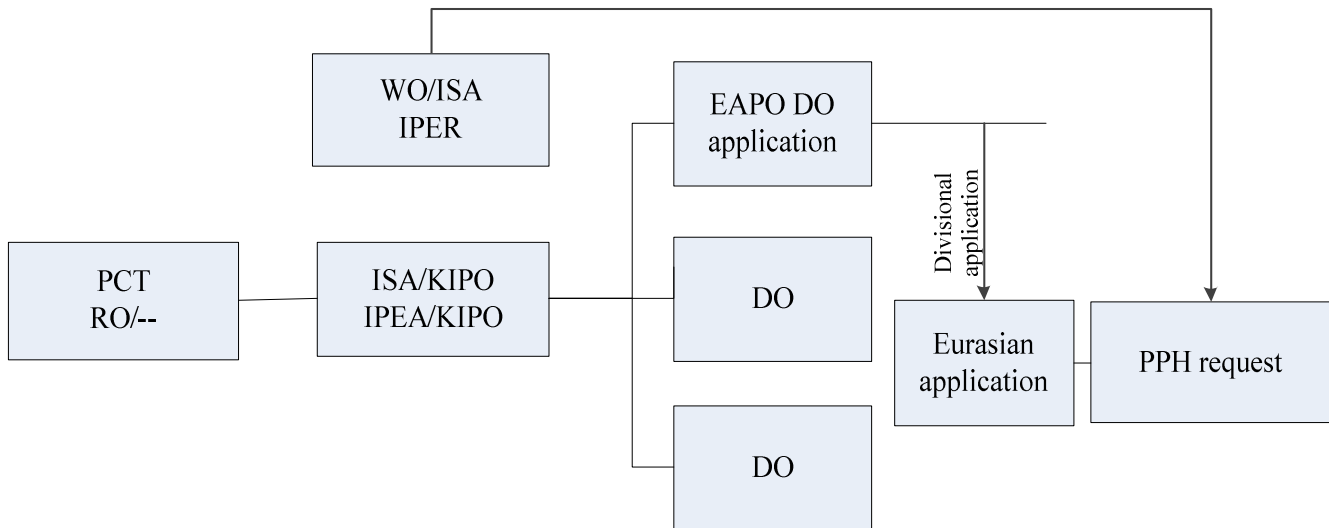 WO/ISA
IPER
EAPO DO
application
Divisional
application
PCT
RO/--
ISA/KIPO
IPEA/KIPO
DO
Eurasian
application
PPH request
DO